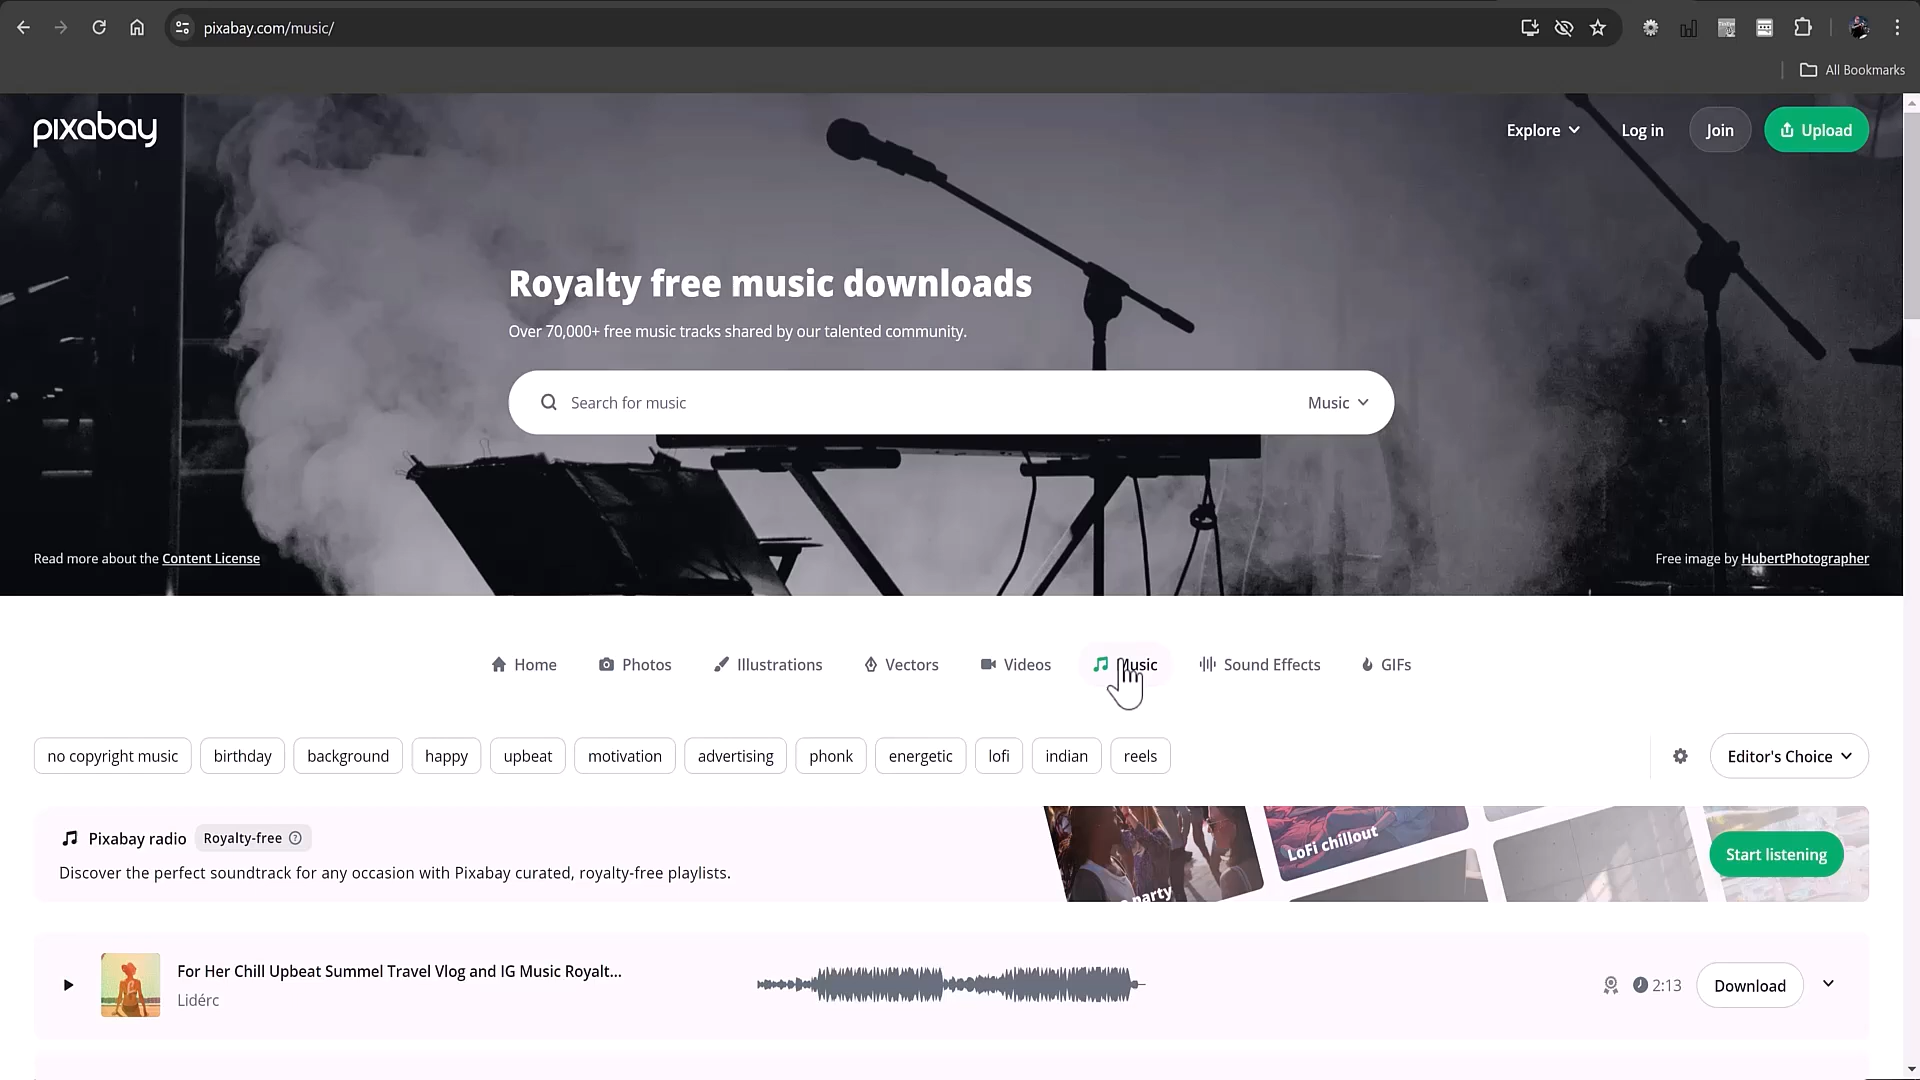 pixabay.com/music/
All Bookmarks
pixabay
Explore
Log in
Join
Upload
Royalty free music downloads
Over 70,000+ free music tracks shared by our talented community.
Search for music
Music
Read more about the Content License
Free image by HubertPhotographer
Home
Photos
Illustrations
Vectors
Videos
Music
Sound Effects
GIFs
no copyright music
birthday
background
happy
upbeat
motivation
advertising
phonk
energetic
lofi
indian
reels
Editor's Choice
Pixabay radio
Royalty-free
LoFi chillout
Start listening
Discover the perfect soundtrack for any occasion with Pixabay curated, royalty-free playlists.
party
For Her Chill Upbeat Summel Travel Vlog and IG Music Royalt...
Lidérc
2:13
Download